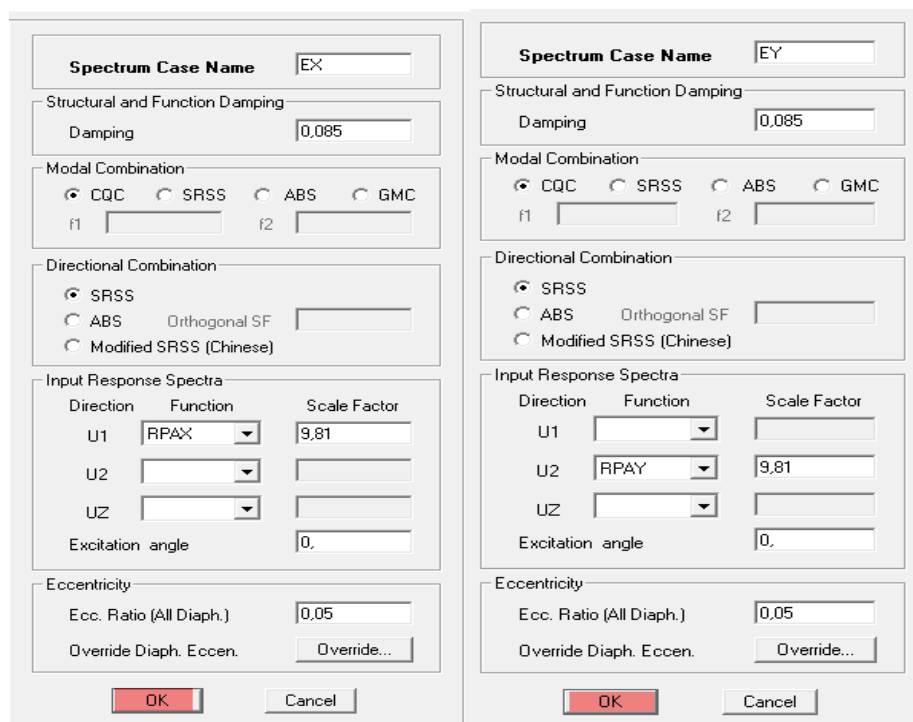 Spectrum Case Name EX
Structural and Function Damping
Damping 0,085
Modal Combination
CQC SRSS ABS GMC
f1 f2
Directional Combination
SRSS
ABS Orthogonal SF
Modified SRSS (Chinese)
Input Response Spectra
Direction Function Scale Factor
U1 RPAX 9,81
U2
UZ
Excitation angle 0,
Eccentricity
Ecc. Ratio (All Diaph.) 0,05
Override Diaph. Eccen. Override...
OK Cancel
Spectrum Case Name EY
Structural and Function Damping
Damping 0,085
Modal Combination
CQC SRSS ABS GMC
f1 f2
Directional Combination
SRSS
ABS Orthogonal SF
Modified SRSS (Chinese)
Input Response Spectra
Direction Function Scale Factor
U1
U2 RPAY 9,81
UZ
Excitation angle 0,
Eccentricity
Ecc. Ratio (All Diaph.) 0,05
Override Diaph. Eccen. Override...
OK Cancel